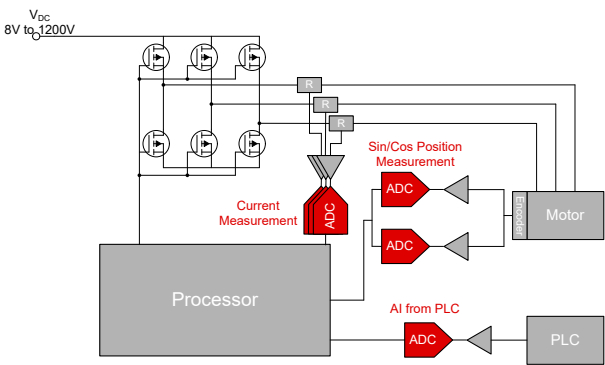 VDC
8V to 1200V
R
R
R
Sin/Cos Position
Measurement
ADC
Current
Measurement
ADC
Encoder
Motor
ADC
Processor
AI from PLC
ADC
PLC